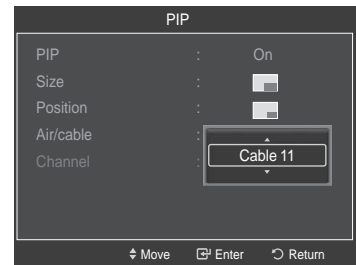 PIP
PIP : On
Size :
Position :
Air/cable :
Channel : Cable 11
Move Enter Return